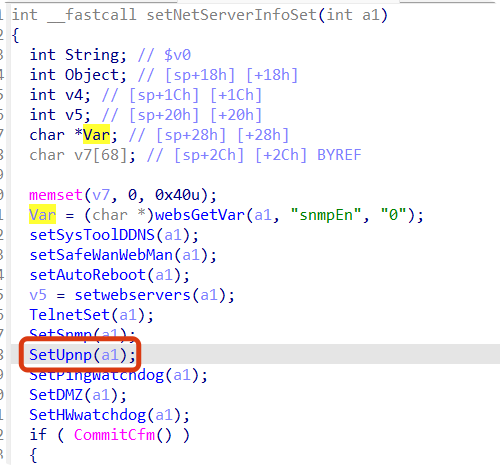 int __fastcall setNetServerInfoSet(int a1)
{
int String; // $v0
int Object; // [sp+18h] [+18h]
int v4; // [sp+1Ch] [+1Ch]
int v5; // [sp+20h] [+20h]
char *Var; // [sp+28h] [+28h]
char v7[68]; // [sp+2Ch] [+2Ch] BYREF
memset(v7, 0, 0x40u);
Var = (char *)websGetVar(a1, "snmpEn", "0");
setSysToolDDNS(a1);
setSafeWanWebMan(a1);
setAutoReboot(a1);
v5 = setwebservers(a1);
TelnetSet(a1);
SetSnmp(a1);
SetUpnp(a1);
SetPingWatchdog(a1);
SetDMZ(a1);
SetHWwatchdog(a1);
if ( CommitCfm() )
{